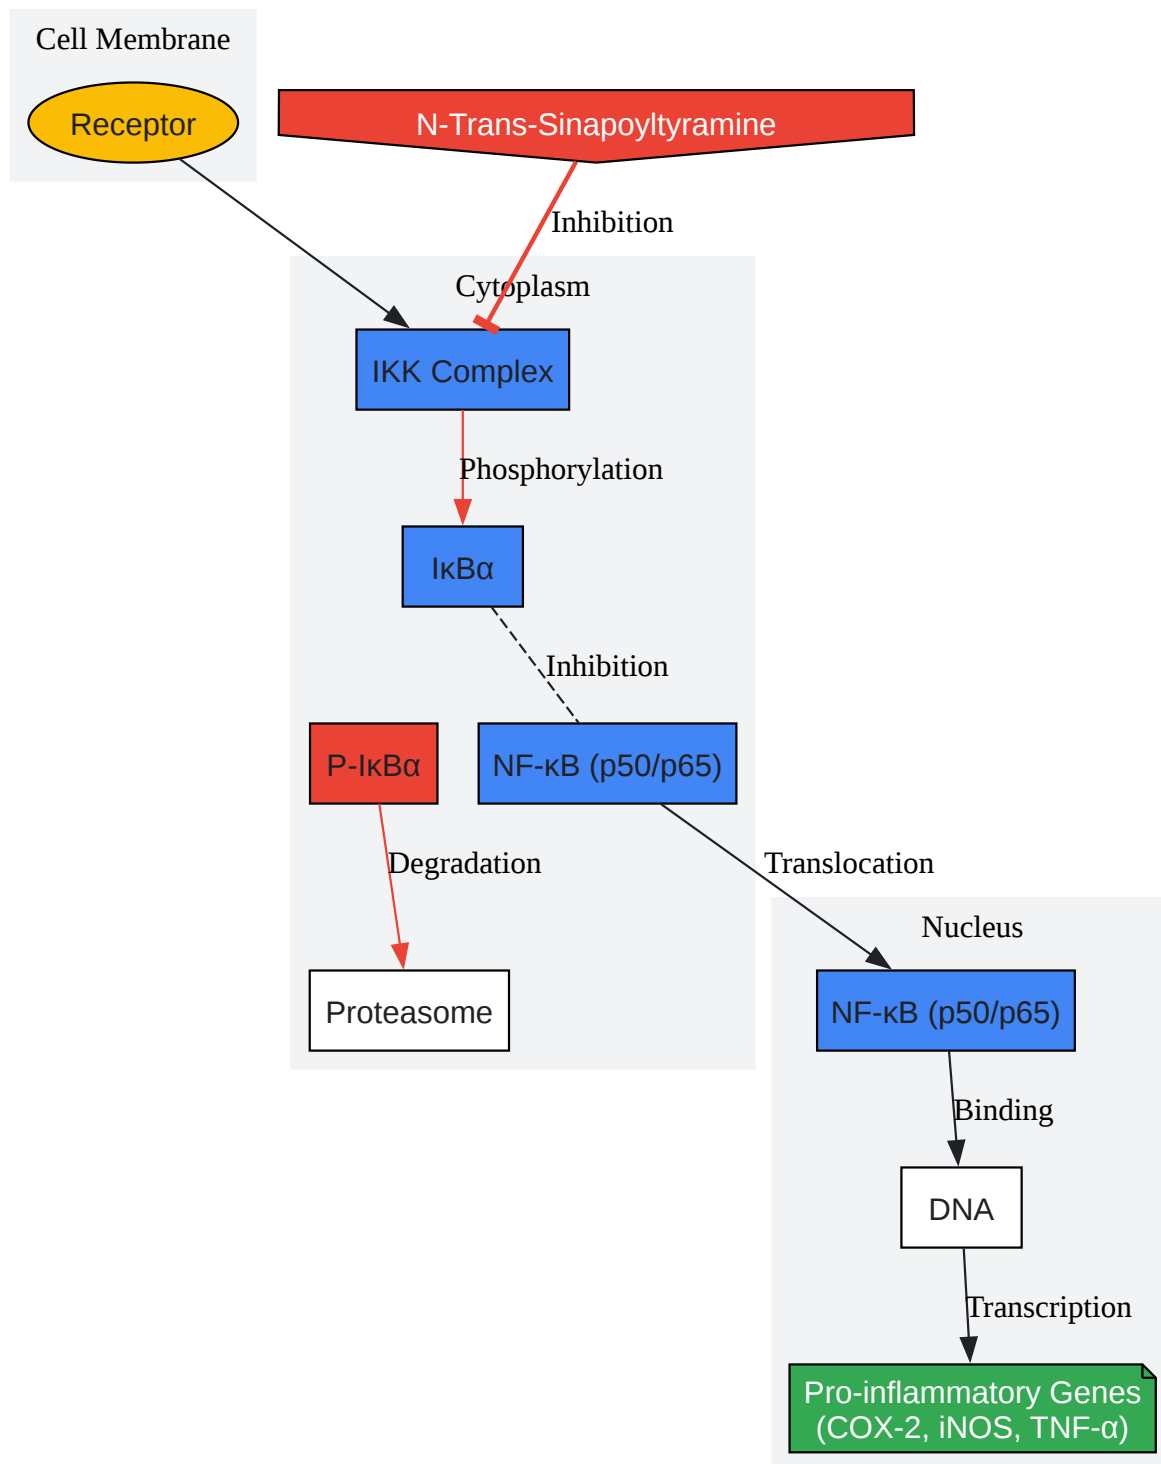 Cell Membrane
Receptor
N-Trans-Sinapoyltyramine
Inhibition
Cytoplasm
IKK Complex
Phosphorylation
IκBα
Inhibition
P-IκBα
NF-κB (p50/p65)
Degradation
Translocation
Nucleus
Proteasome
NF-κB (p50/p65)
Binding
DNA
Transcription
Pro-inflammatory Genes
(COX-2, iNOS, TNF-α)